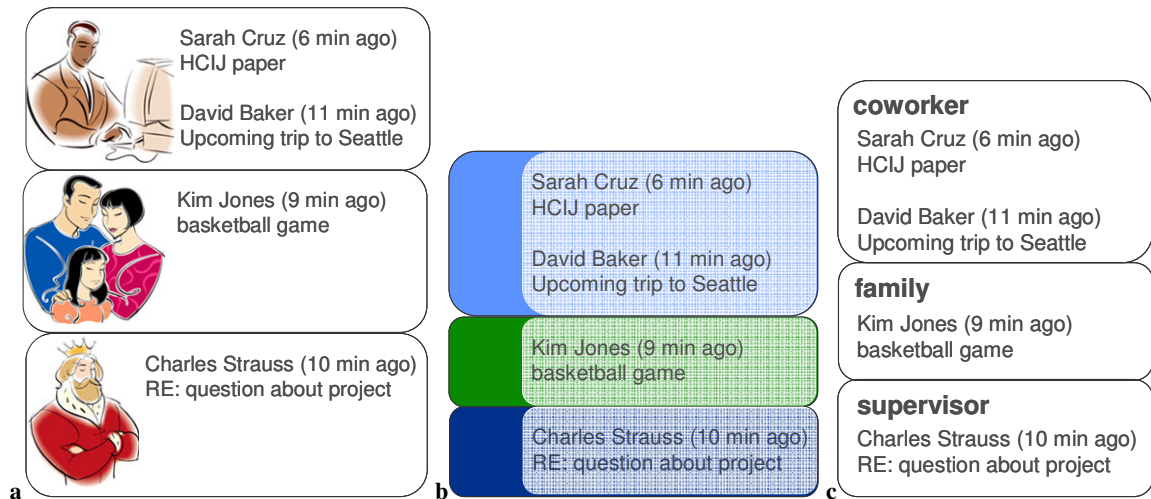 Sarah Cruz (6 min ago)
HCIJ paper
David Baker (11 min ago)
Upcoming trip to Seattle
Kim Jones (9 min ago)
basketball game
Charles Strauss (10 min ago)
RE: question about project
a
Sarah Cruz (6 min ago)
HCIJ paper
David Baker (11 min ago)
Upcoming trip to Seattle
Kim Jones (9 min ago)
basketball game
Charles Strauss (10 min ago)
RE: question about project
b
coworker
Sarah Cruz (6 min ago)
HCIJ paper
David Baker (11 min ago)
Upcoming trip to Seattle
family
Kim Jones (9 min ago)
basketball game
supervisor
Charles Strauss (10 min ago)
RE: question about project
c